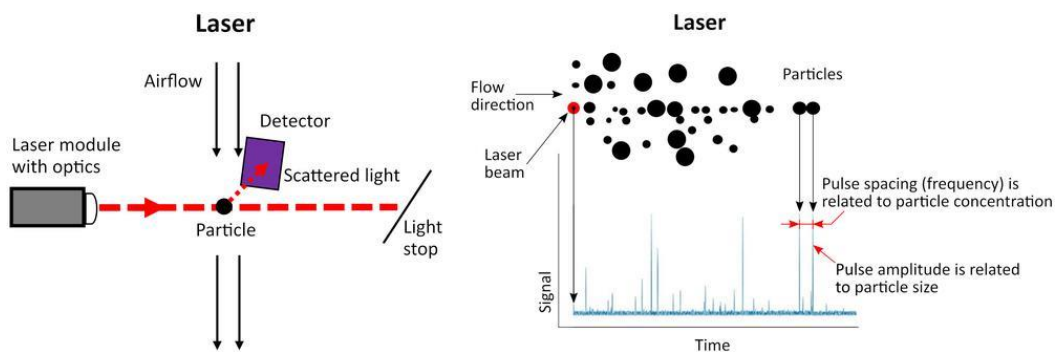 Laser
Airflow
Detector
Laser module
with optics
Scattered light
Particle
Light
stop
Laser
Particles
Flow
direction
Laser
beam
Pulse spacing (frequency) is
related to particle concentration
Pulse amplitude is related
to particle size
Signal
Time